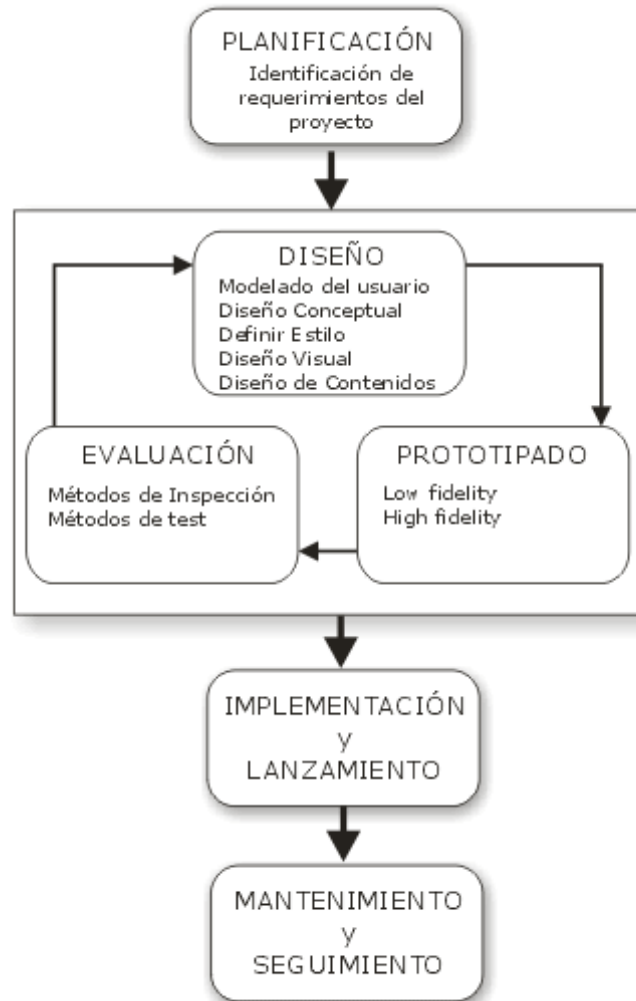 PLANIFICACIÓN
Identificación de
requerimientos del
proyecto
DISEÑO
Modelado del usuario
Diseño Conceptual
Definir Estilo
Diseño Visual
Diseño de Contenidos
EVALUACIÓN
Métodos de Inspección
Métodos de test
PROTOTIPADO
Low fidelity
High fidelity
IMPLEMENTACIÓN
y
LANZAMIENTO
MANTENIMIENTO
y
SEGUIMIENTO